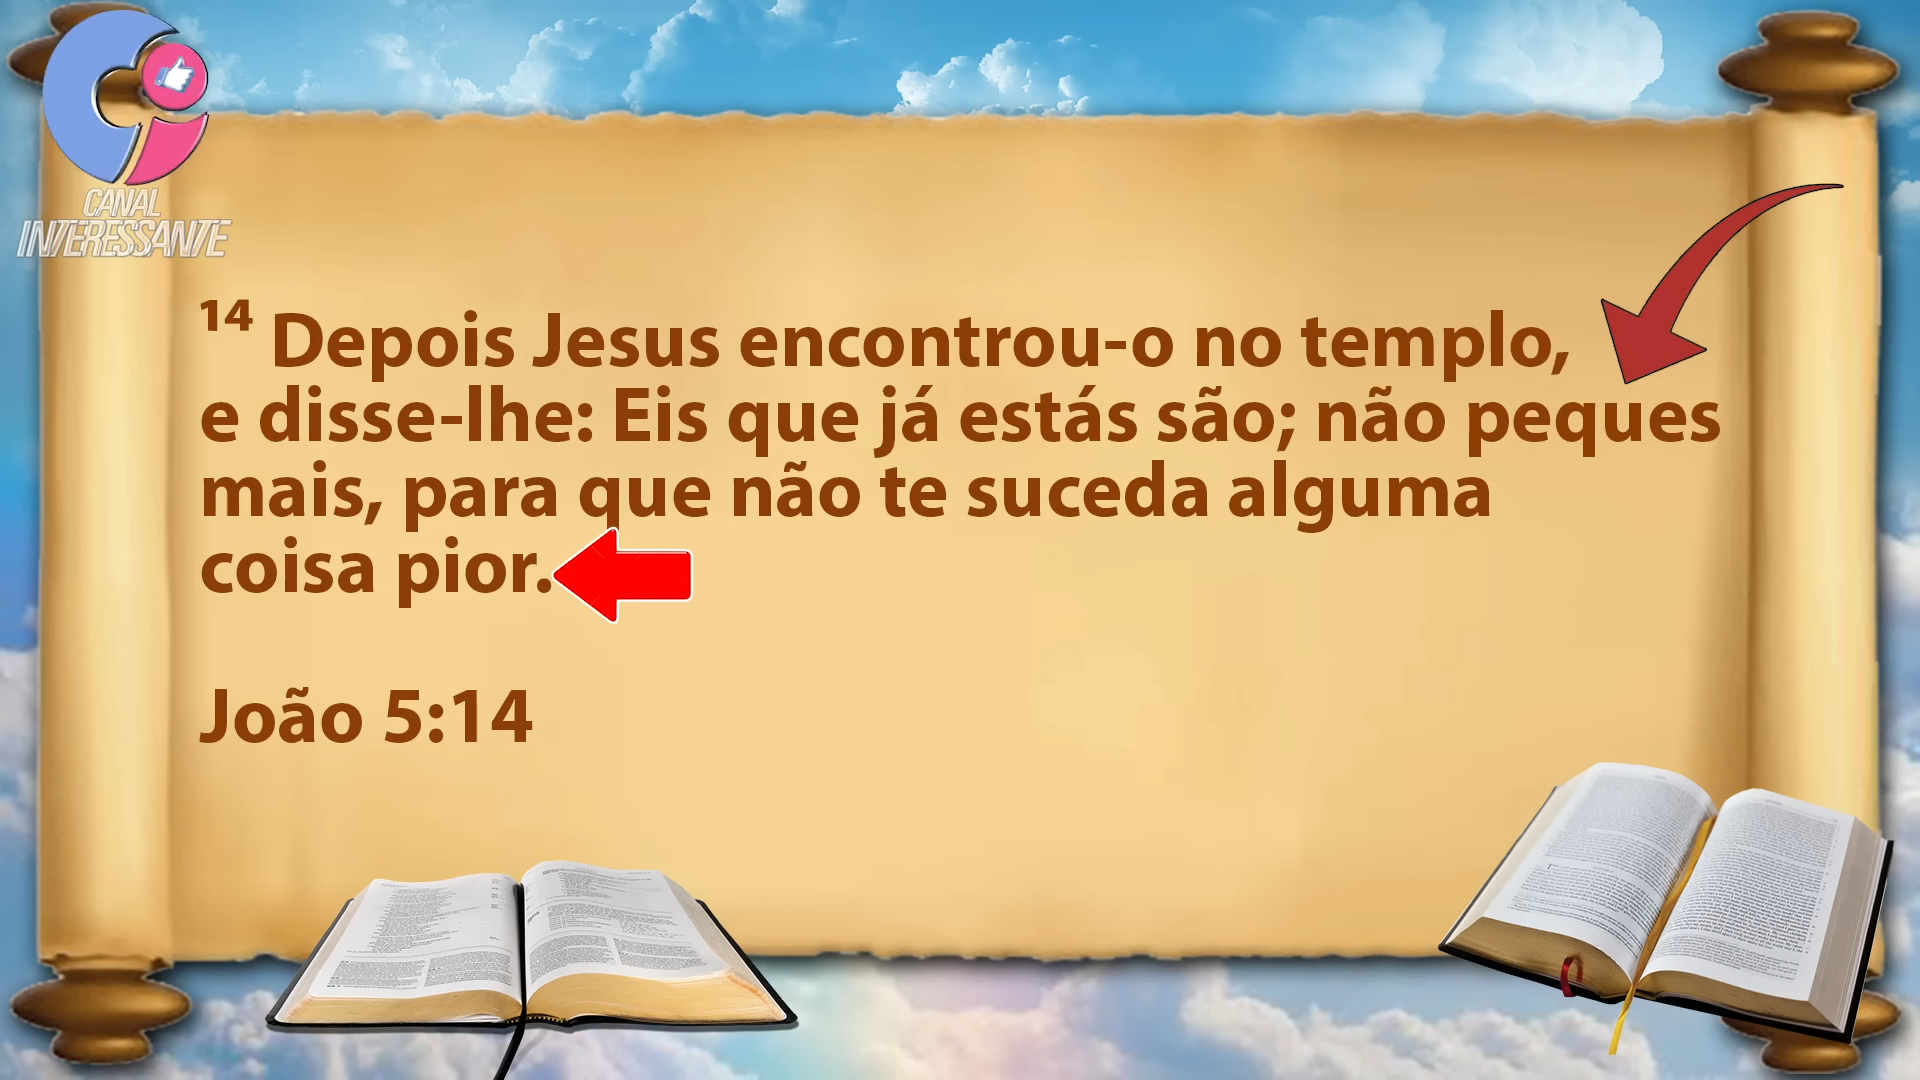 CANAL
INTERESSANTE
¹⁴ Depois Jesus encontrou-o no templo,
e disse-lhe: Eis que já estás são; não peques
mais, para que não te suceda alguma
coisa pior.
João 5:14